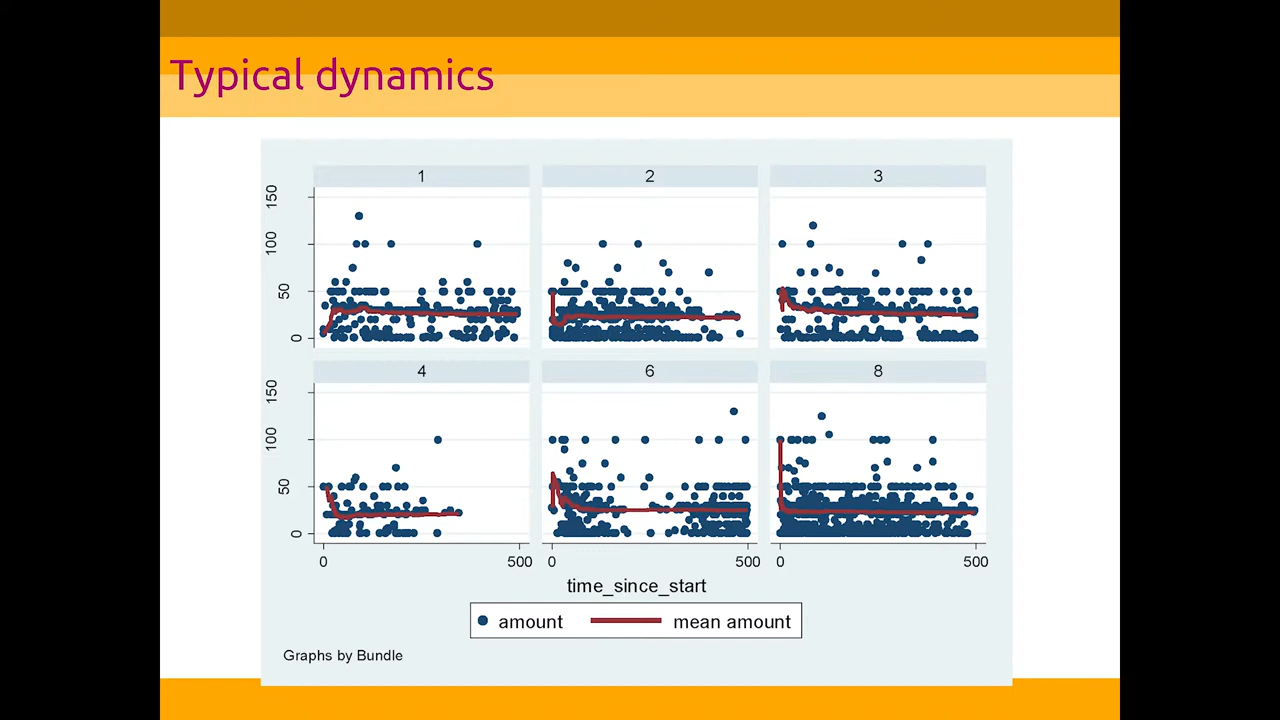 Typical dynamics
1 2 3
150
100
50
0
4 6 8
150
100
50
0
0 500 0 500 0 500
time_since_start
amount mean amount
Graphs by Bundle